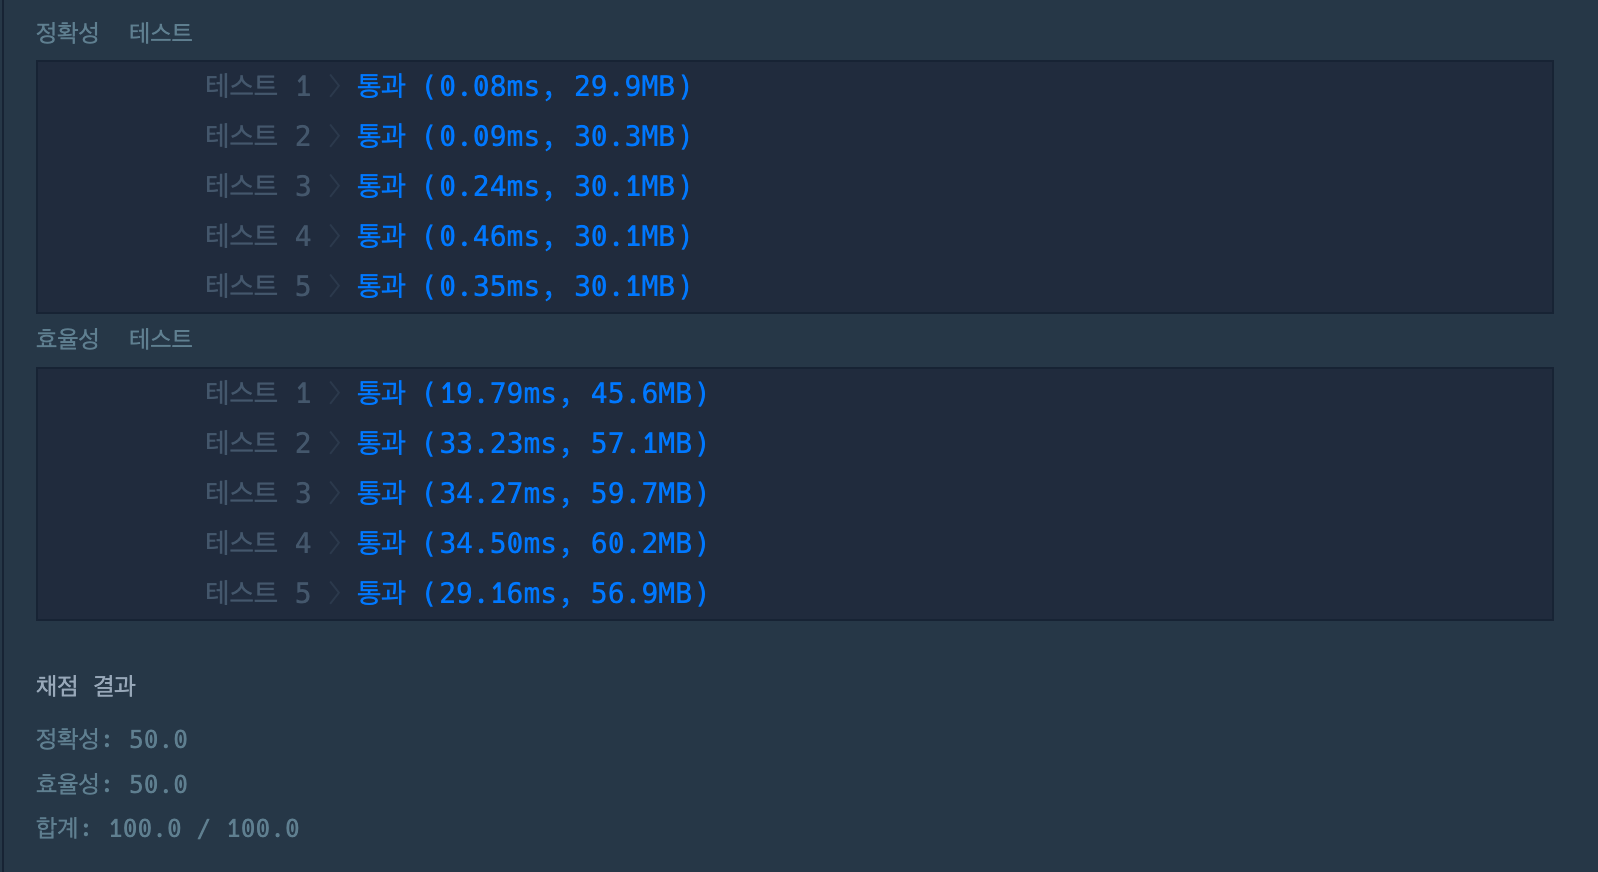 정확성 테스트
테스트 1 〉 통과 (0.08ms, 29.9MB)
테스트 2 〉 통과 (0.09ms, 30.3MB)
테스트 3 〉 통과 (0.24ms, 30.1MB)
테스트 4 〉 통과 (0.46ms, 30.1MB)
테스트 5 〉 통과 (0.35ms, 30.1MB)
효율성 테스트
테스트 1 〉 통과 (19.79ms, 45.6MB)
테스트 2 〉 통과 (33.23ms, 57.1MB)
테스트 3 〉 통과 (34.27ms, 59.7MB)
테스트 4 〉 통과 (34.50ms, 60.2MB)
테스트 5 〉 통과 (29.16ms, 56.9MB)
채점 결과
정확성: 50.0
효율성: 50.0
합계: 100.0 / 100.0